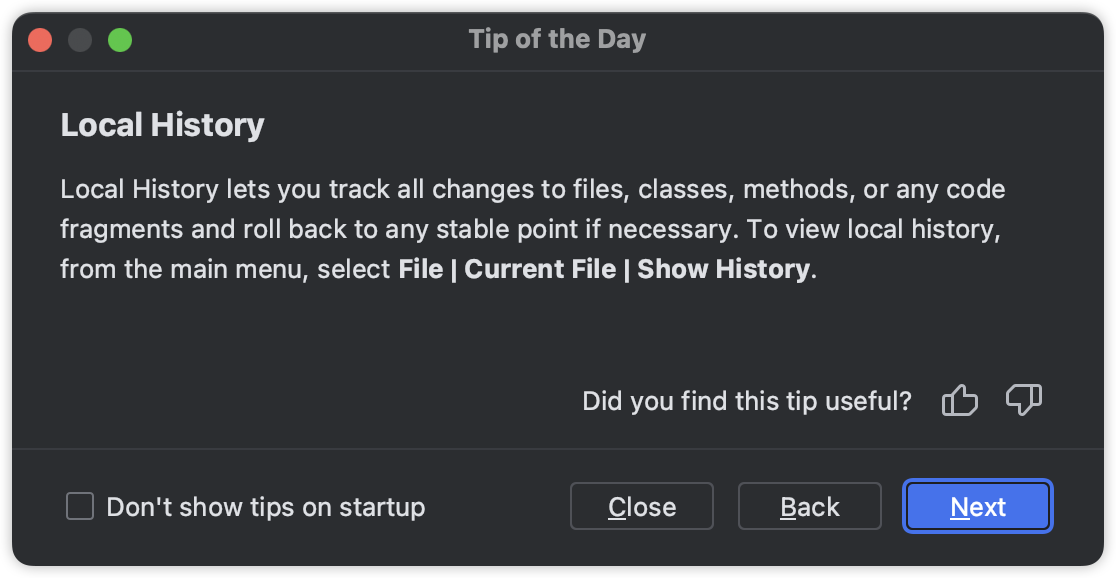 Tip of the Day
Local History
Local History lets you track all changes to files, classes, methods, or any code
fragments and roll back to any stable point if necessary. To view local history,
from the main menu, select File | Current File | Show History.
Did you find this tip useful?
Don't show tips on startup
Close
Back
Next